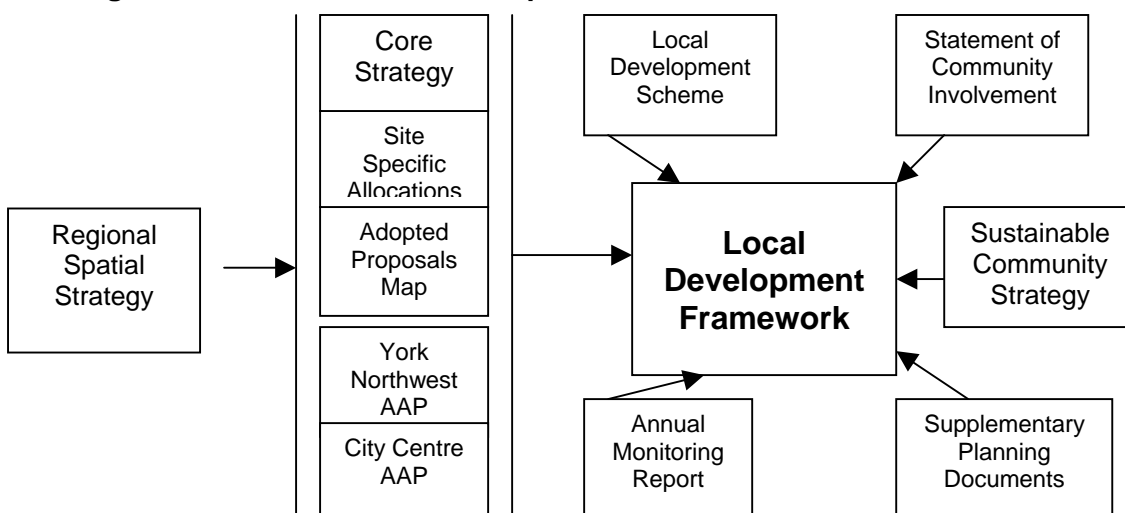 Regional
Spatial
Strategy
Core
Strategy
Site
Specific
Allocations
Adopted
Proposals
Map
York
Northwest
AAP
City Centre
AAP
Local
Development
Scheme
Statement of
Community
Involvement
Local
Development
Framework
Sustainable
Community
Strategy
Annual
Monitoring
Report
Supplementary
Planning
Documents